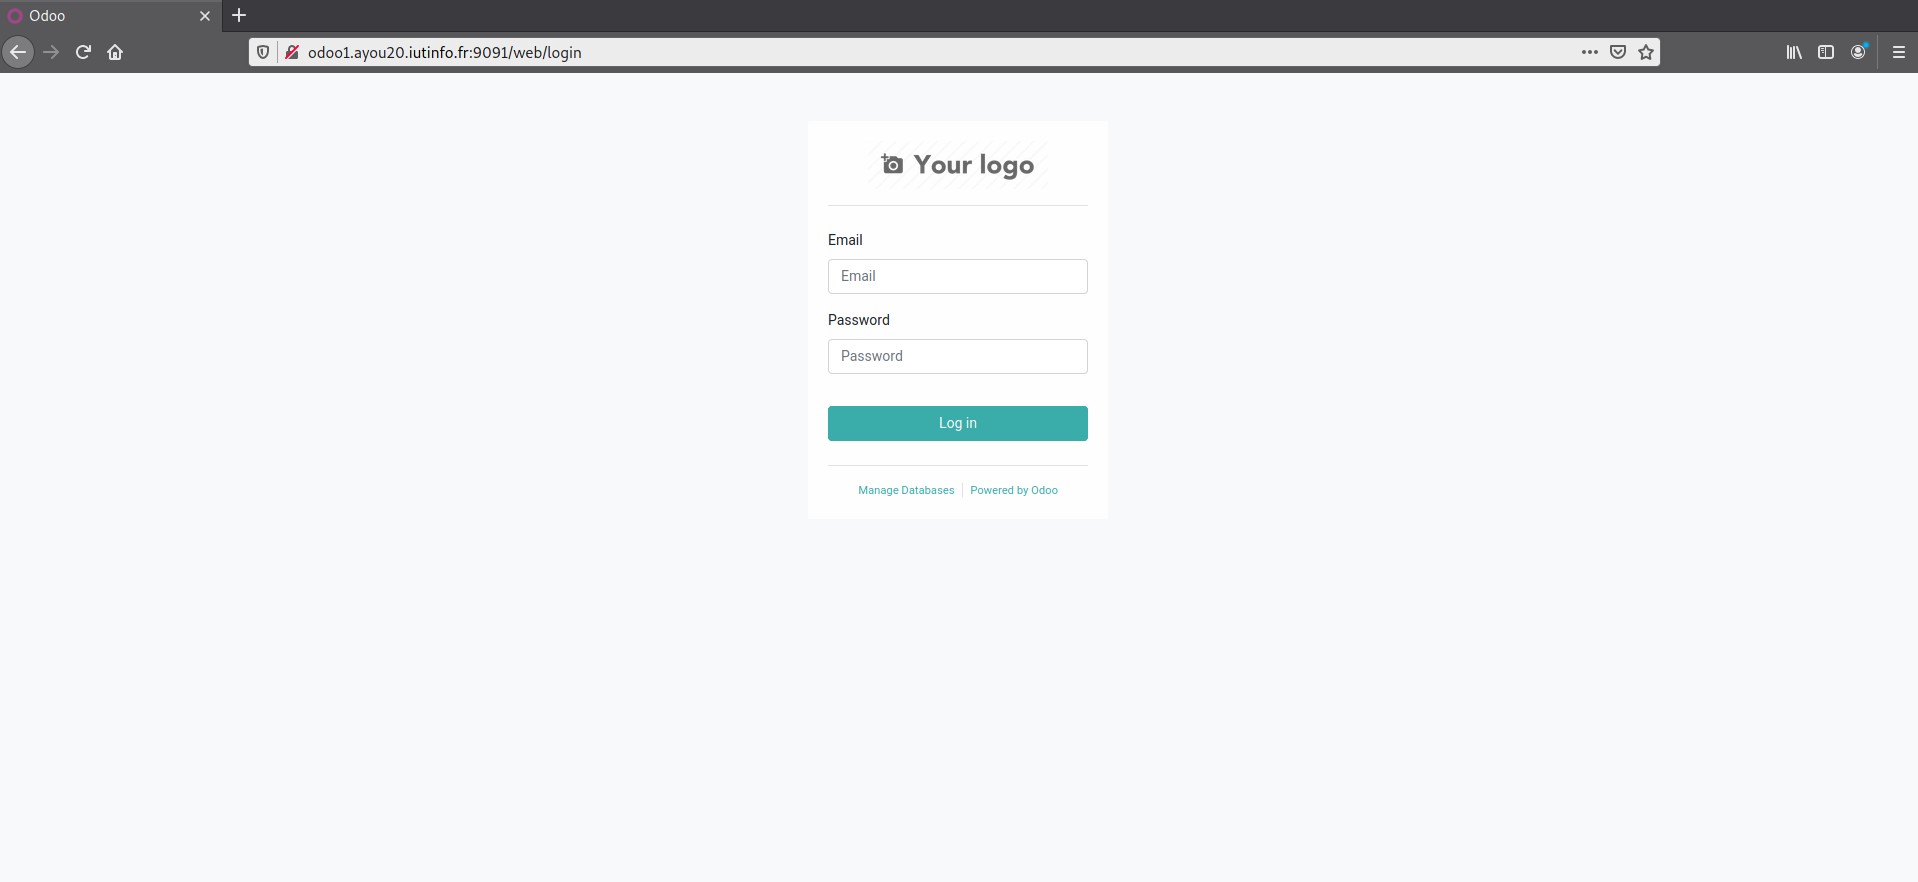 Odoo
odoo1.ayou20.iutinfo.fr:9091/web/login
Your logo
Email
Email
Password
Password
Log in
Manage Databases Powered by Odoo